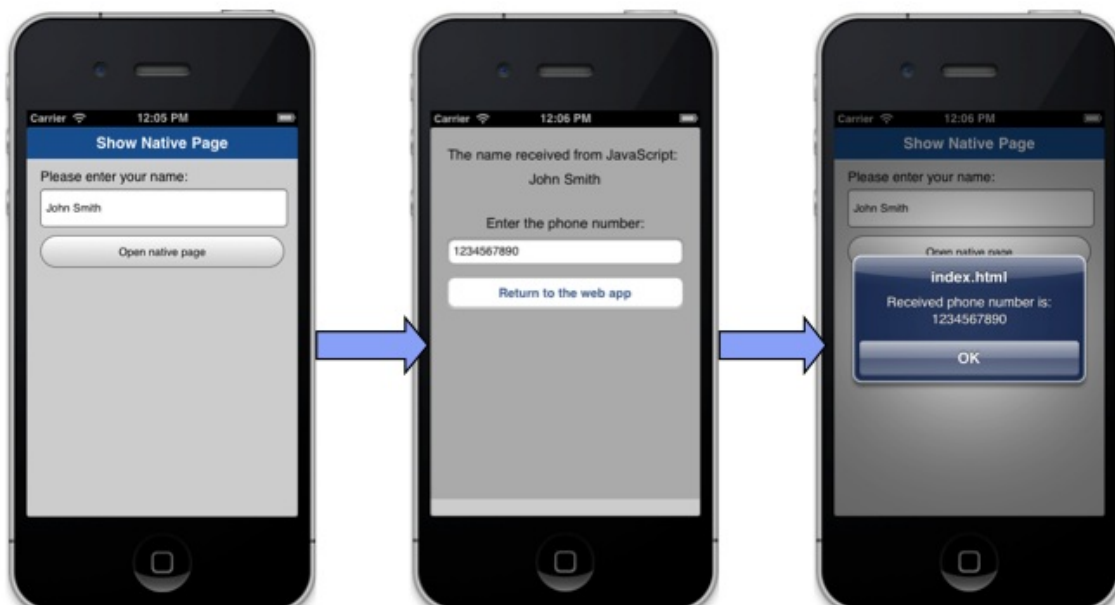 Carrier 12:05 PM
Show Native Page
Please enter your name:
John Smith
Open native page
Carrier 12:06 PM
The name received from JavaScript:
John Smith
Enter the phone number:
1234567890
Return to the web app
Carrier 12:06 PM
Show Native Page
Please enter your name:
John Smith
Open native page
index.html
Received phone number is:
1234567890
OK